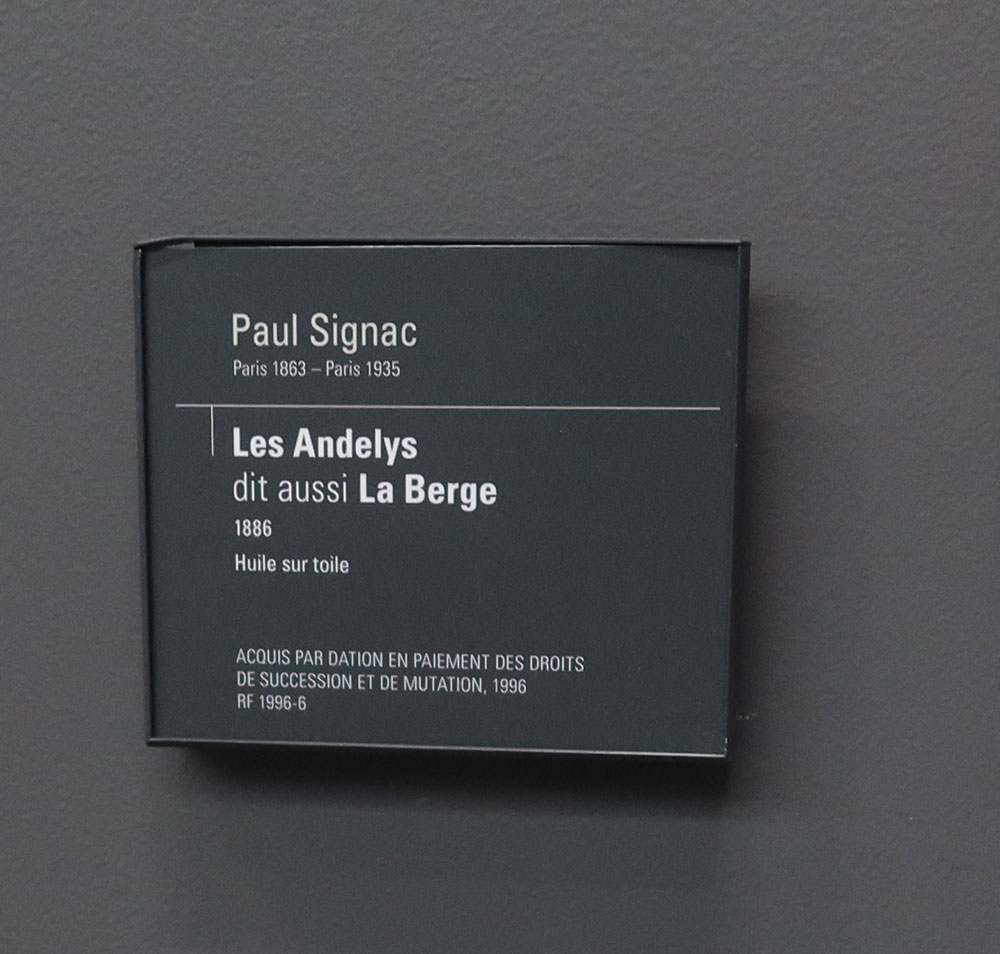 Paul Signac
Paris 1863 – Paris 1935
Les Andelys
dit aussi La Berge
1886
Huile sur toile
ACQUIS PAR DATION EN PAIEMENT DES DROITS
DE SUCCESSION ET DE MUTATION, 1996
RF 1996-6